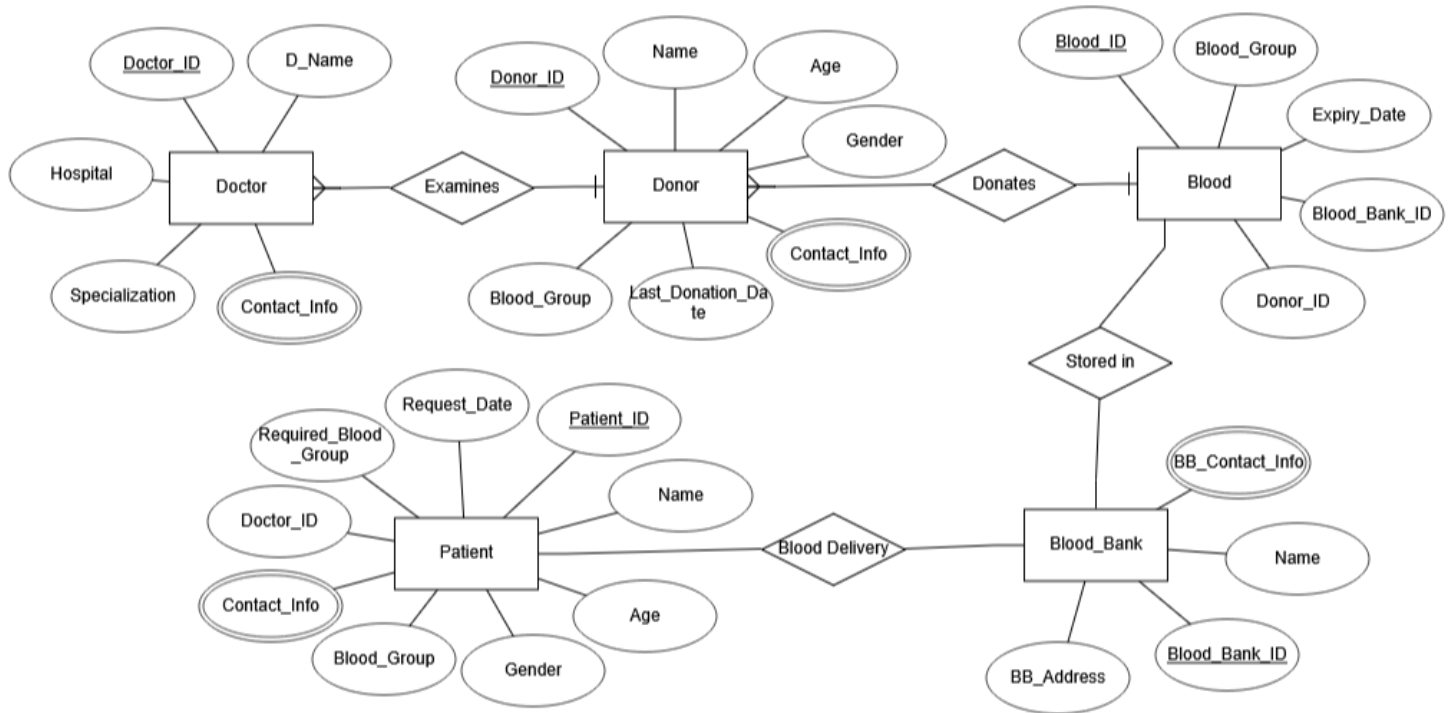 Blood_ID
Blood_Group
Name
Doctor_ID
D_Name
Donor_ID
Age
Expiry_Date
Gender
Hospital
Doctor
Examines
Donor
Donates
Blood
Blood_Bank_ID
Contact_Info
Specialization
Contact_Info
Blood_Group
Last_Donation_Da
te
Donor_ID
Stored in
Request_Date
Patient_ID
Required_Blood
_Group
BB_Contact_Info
Name
Doctor_ID
Patient
Blood Delivery
Blood_Bank
Name
Contact_Info
Age
Blood_Group
Gender
BB_Address
Blood_Bank_ID